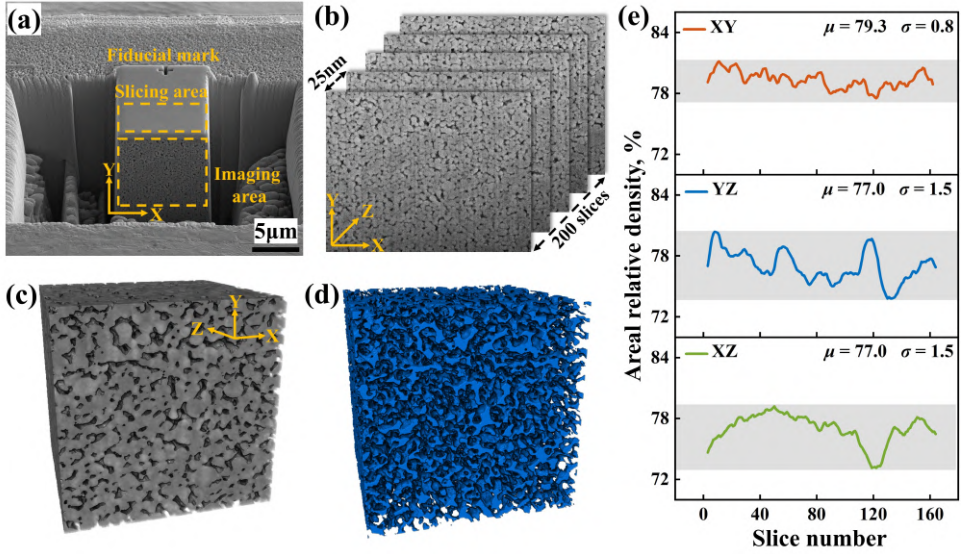 (a)
Fiducial mark
Slicing area
Imaging area
Y
X
5μm
(b)
25nm
Y
Z
X
200 slices
(c)
Y
Z
X
(d)
(e)
Areal relative density, %
XY
μ = 79.3 σ = 0.8
84
78
72
YZ
μ = 77.0 σ = 1.5
84
78
72
XZ
μ = 77.0 σ = 1.5
84
78
72
0 40 80 120 160
Slice number